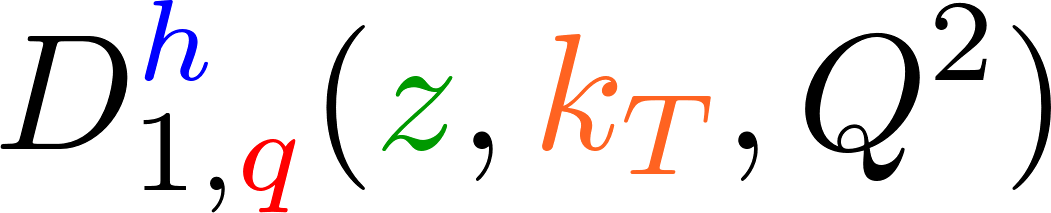 D^h_{1,q}(z, k_T, Q^2)